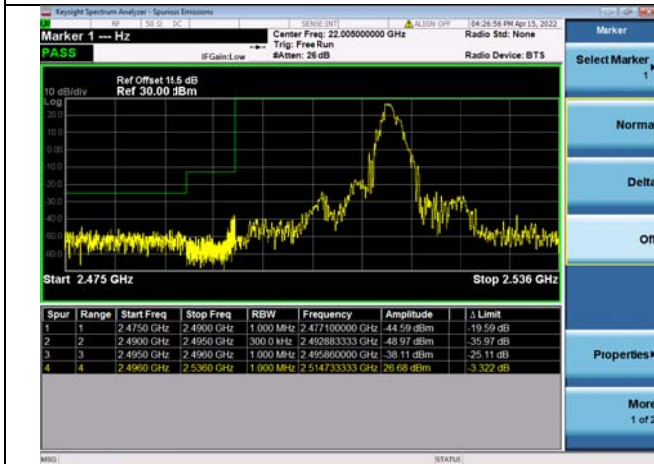 Keysight Spectrum Analyzer - Spurious Emissions
RF 50 Ω DC SENSE:INT ALIGN OFF 04:26:56 PM Apr 15, 2022
Marker 1 --- Hz
Center Freq: 22.005000000 GHz
Radio Std: None
Trig: Free Run
PASS
IFGain:Low
#Atten: 26 dB
Radio Device: BTS
Ref Offset 15.5 dB
10 dB/div Ref 30.00 dBm
Log
20.0
10.0
0.00
-10.0
-20.0
-30.0
-40.0
-50.0
-60.0
Start 2.475 GHz
Stop 2.536 GHz
Spur Range Start Freq Stop Freq RBW Frequency Amplitude Δ Limit
1 1 2.4750 GHz 2.4900 GHz 1.000 MHz 2.477100000 GHz -44.59 dBm -19.59 dB
2 2 2.4900 GHz 2.4950 GHz 300.0 kHz 2.492883333 GHz -48.97 dBm -35.97 dB
3 3 2.4950 GHz 2.4960 GHz 1.000 MHz 2.495860000 GHz -38.11 dBm -25.11 dB
4 4 2.4960 GHz 2.5360 GHz 1.000 MHz 2.514733333 GHz 26.68 dBm -3.322 dB
MSG
STATUS
Marker
Select Marker
1
Norma
Delta
Off
Properties
More
1 of 2